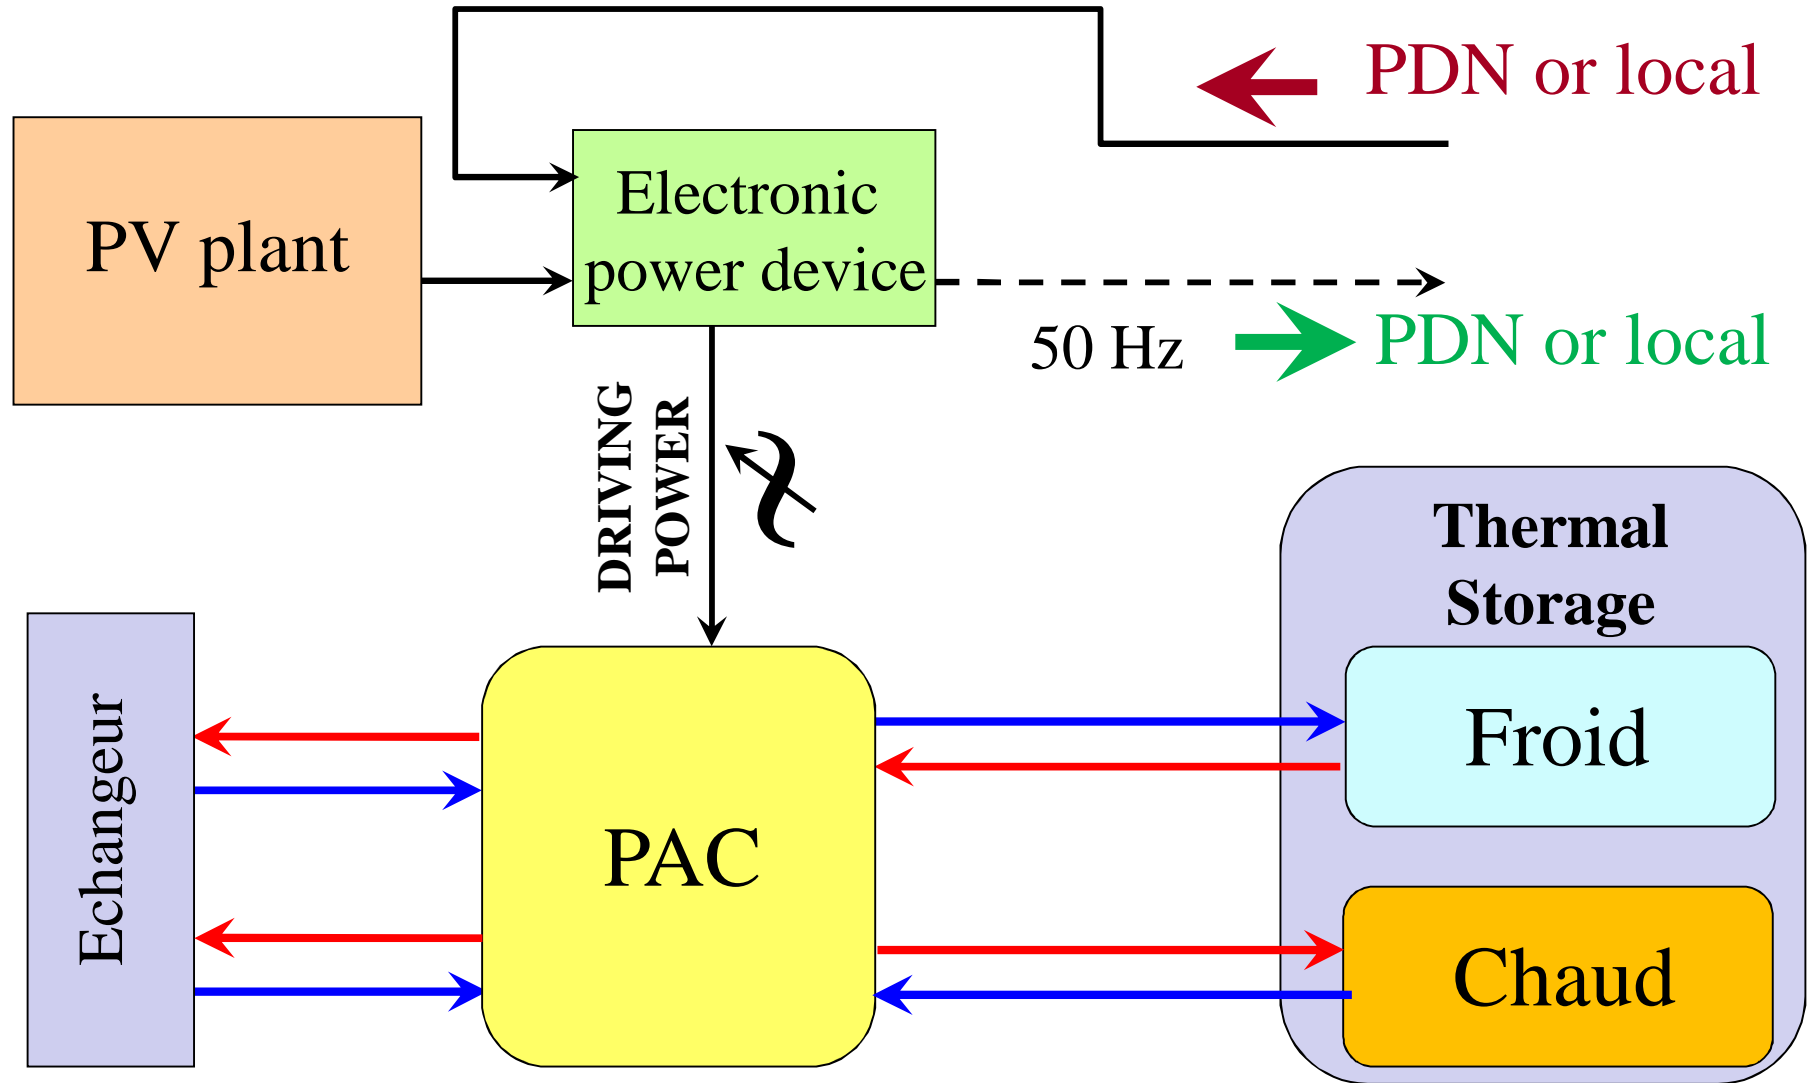 PDN or local
PV plant
Electronic
power device
50 Hz
PDN or local
DRIVING
POWER
Thermal
Storage
Echangeur
PAC
Froid
Chaud